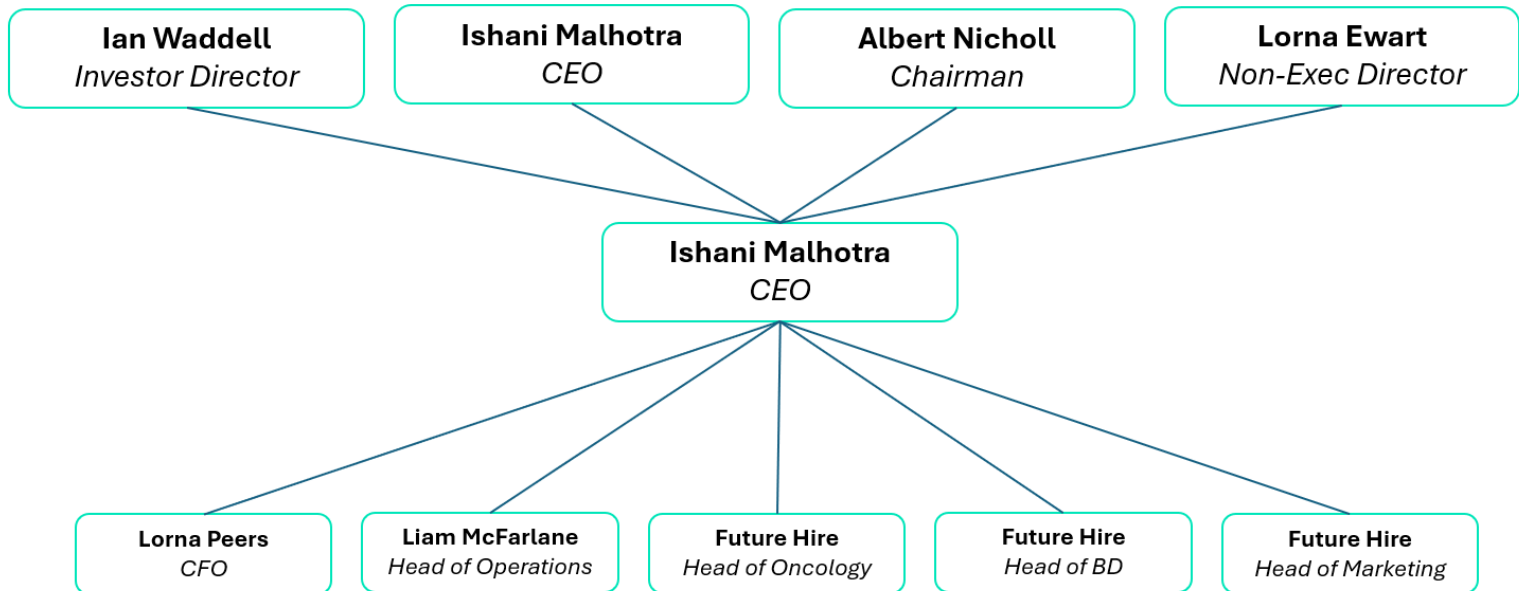 Ian Waddell
Investor Director
Ishani Malhotra
CEO
Albert Nicholl
Chairman
Lorna Ewart
Non-Exec Director
Ishani Malhotra
CEO
Lorna Peers
CFO
Liam McFarlane
Head of Operations
Future Hire
Head of Oncology
Future Hire
Head of BD
Future Hire
Head of Marketing